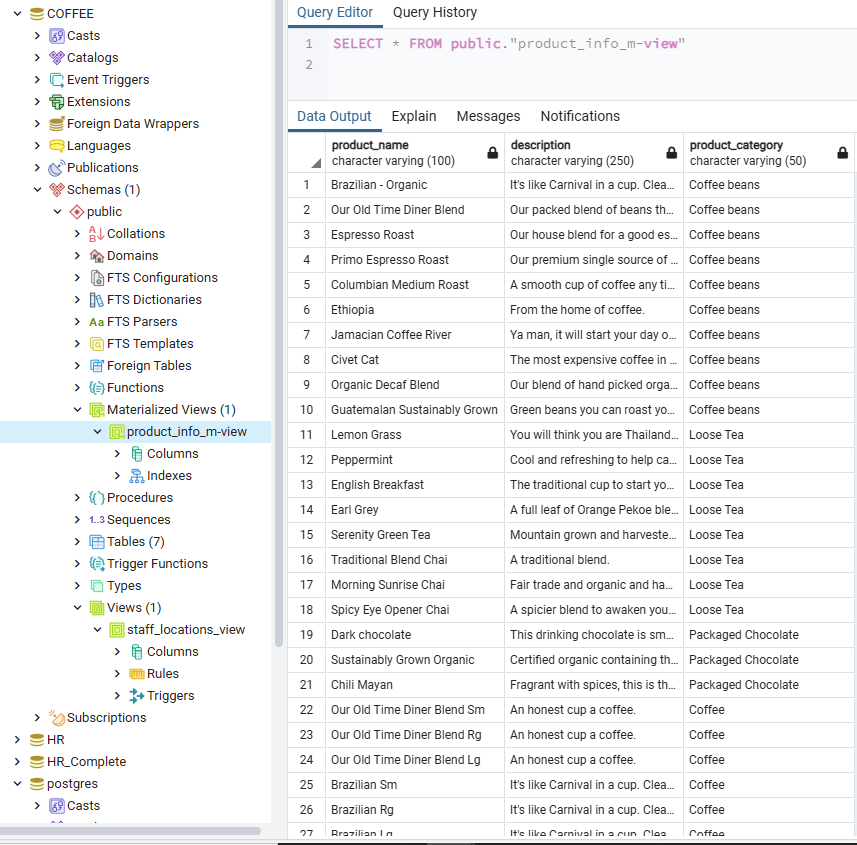 COFFEE
Casts
Catalogs
Event Triggers
Extensions
Foreign Data Wrappers
Languages
Publications
Schemas (1)
public
Collations
Domains
FTS Configurations
FTS Dictionaries
Aa FTS Parsers
FTS Templates
Foreign Tables
Functions
Materialized Views (1)
product_info_m-view
Columns
Indexes
Procedures
1..3 Sequences
Tables (7)
Trigger Functions
Types
Views (1)
staff_locations_view
Columns
Rules
Triggers
Subscriptions
HR
HR_Complete
postgres
Casts
Query Editor Query History
1 SELECT * FROM public."product_info_m-view"
2
Data Output Explain Messages Notifications
product_name description product_category
character varying (100) character varying (250) character varying (50)
1 Brazilian - Organic It's like Carnival in a cup. Clea... Coffee beans
2 Our Old Time Diner Blend Our packed blend of beans th... Coffee beans
3 Espresso Roast Our house blend for a good es... Coffee beans
4 Primo Espresso Roast Our premium single source of ... Coffee beans
5 Columbian Medium Roast A smooth cup of coffee any ti... Coffee beans
6 Ethiopia From the home of coffee. Coffee beans
7 Jamacian Coffee River Ya man, it will start your day o... Coffee beans
8 Civet Cat The most expensive coffee in ... Coffee beans
9 Organic Decaf Blend Our blend of hand picked orga... Coffee beans
10 Guatemalan Sustainably Grown Green beans you can roast yo... Coffee beans
11 Lemon Grass You will think you are Thailand... Loose Tea
12 Peppermint Cool and refreshing to help ca... Loose Tea
13 English Breakfast The traditional cup to start yo... Loose Tea
14 Earl Grey A full leaf of Orange Pekoe ble... Loose Tea
15 Serenity Green Tea Mountain grown and harveste... Loose Tea
16 Traditional Blend Chai A traditional blend. Loose Tea
17 Morning Sunrise Chai Fair trade and organic and ha... Loose Tea
18 Spicy Eye Opener Chai A spicier blend to awaken you... Loose Tea
19 Dark chocolate This drinking chocolate is sm... Packaged Chocolate
20 Sustainably Grown Organic Certified organic containing th... Packaged Chocolate
21 Chili Mayan Fragrant with spices, this is th... Packaged Chocolate
22 Our Old Time Diner Blend Sm An honest cup a coffee. Coffee
23 Our Old Time Diner Blend Rg An honest cup a coffee. Coffee
24 Our Old Time Diner Blend Lg An honest cup a coffee. Coffee
25 Brazilian Sm It's like Carnival in a cup. Clea... Coffee
26 Brazilian Rg It's like Carnival in a cup. Clea... Coffee
27 Brazilian Lg It's like Carnival in a cup. Clea... Coffee